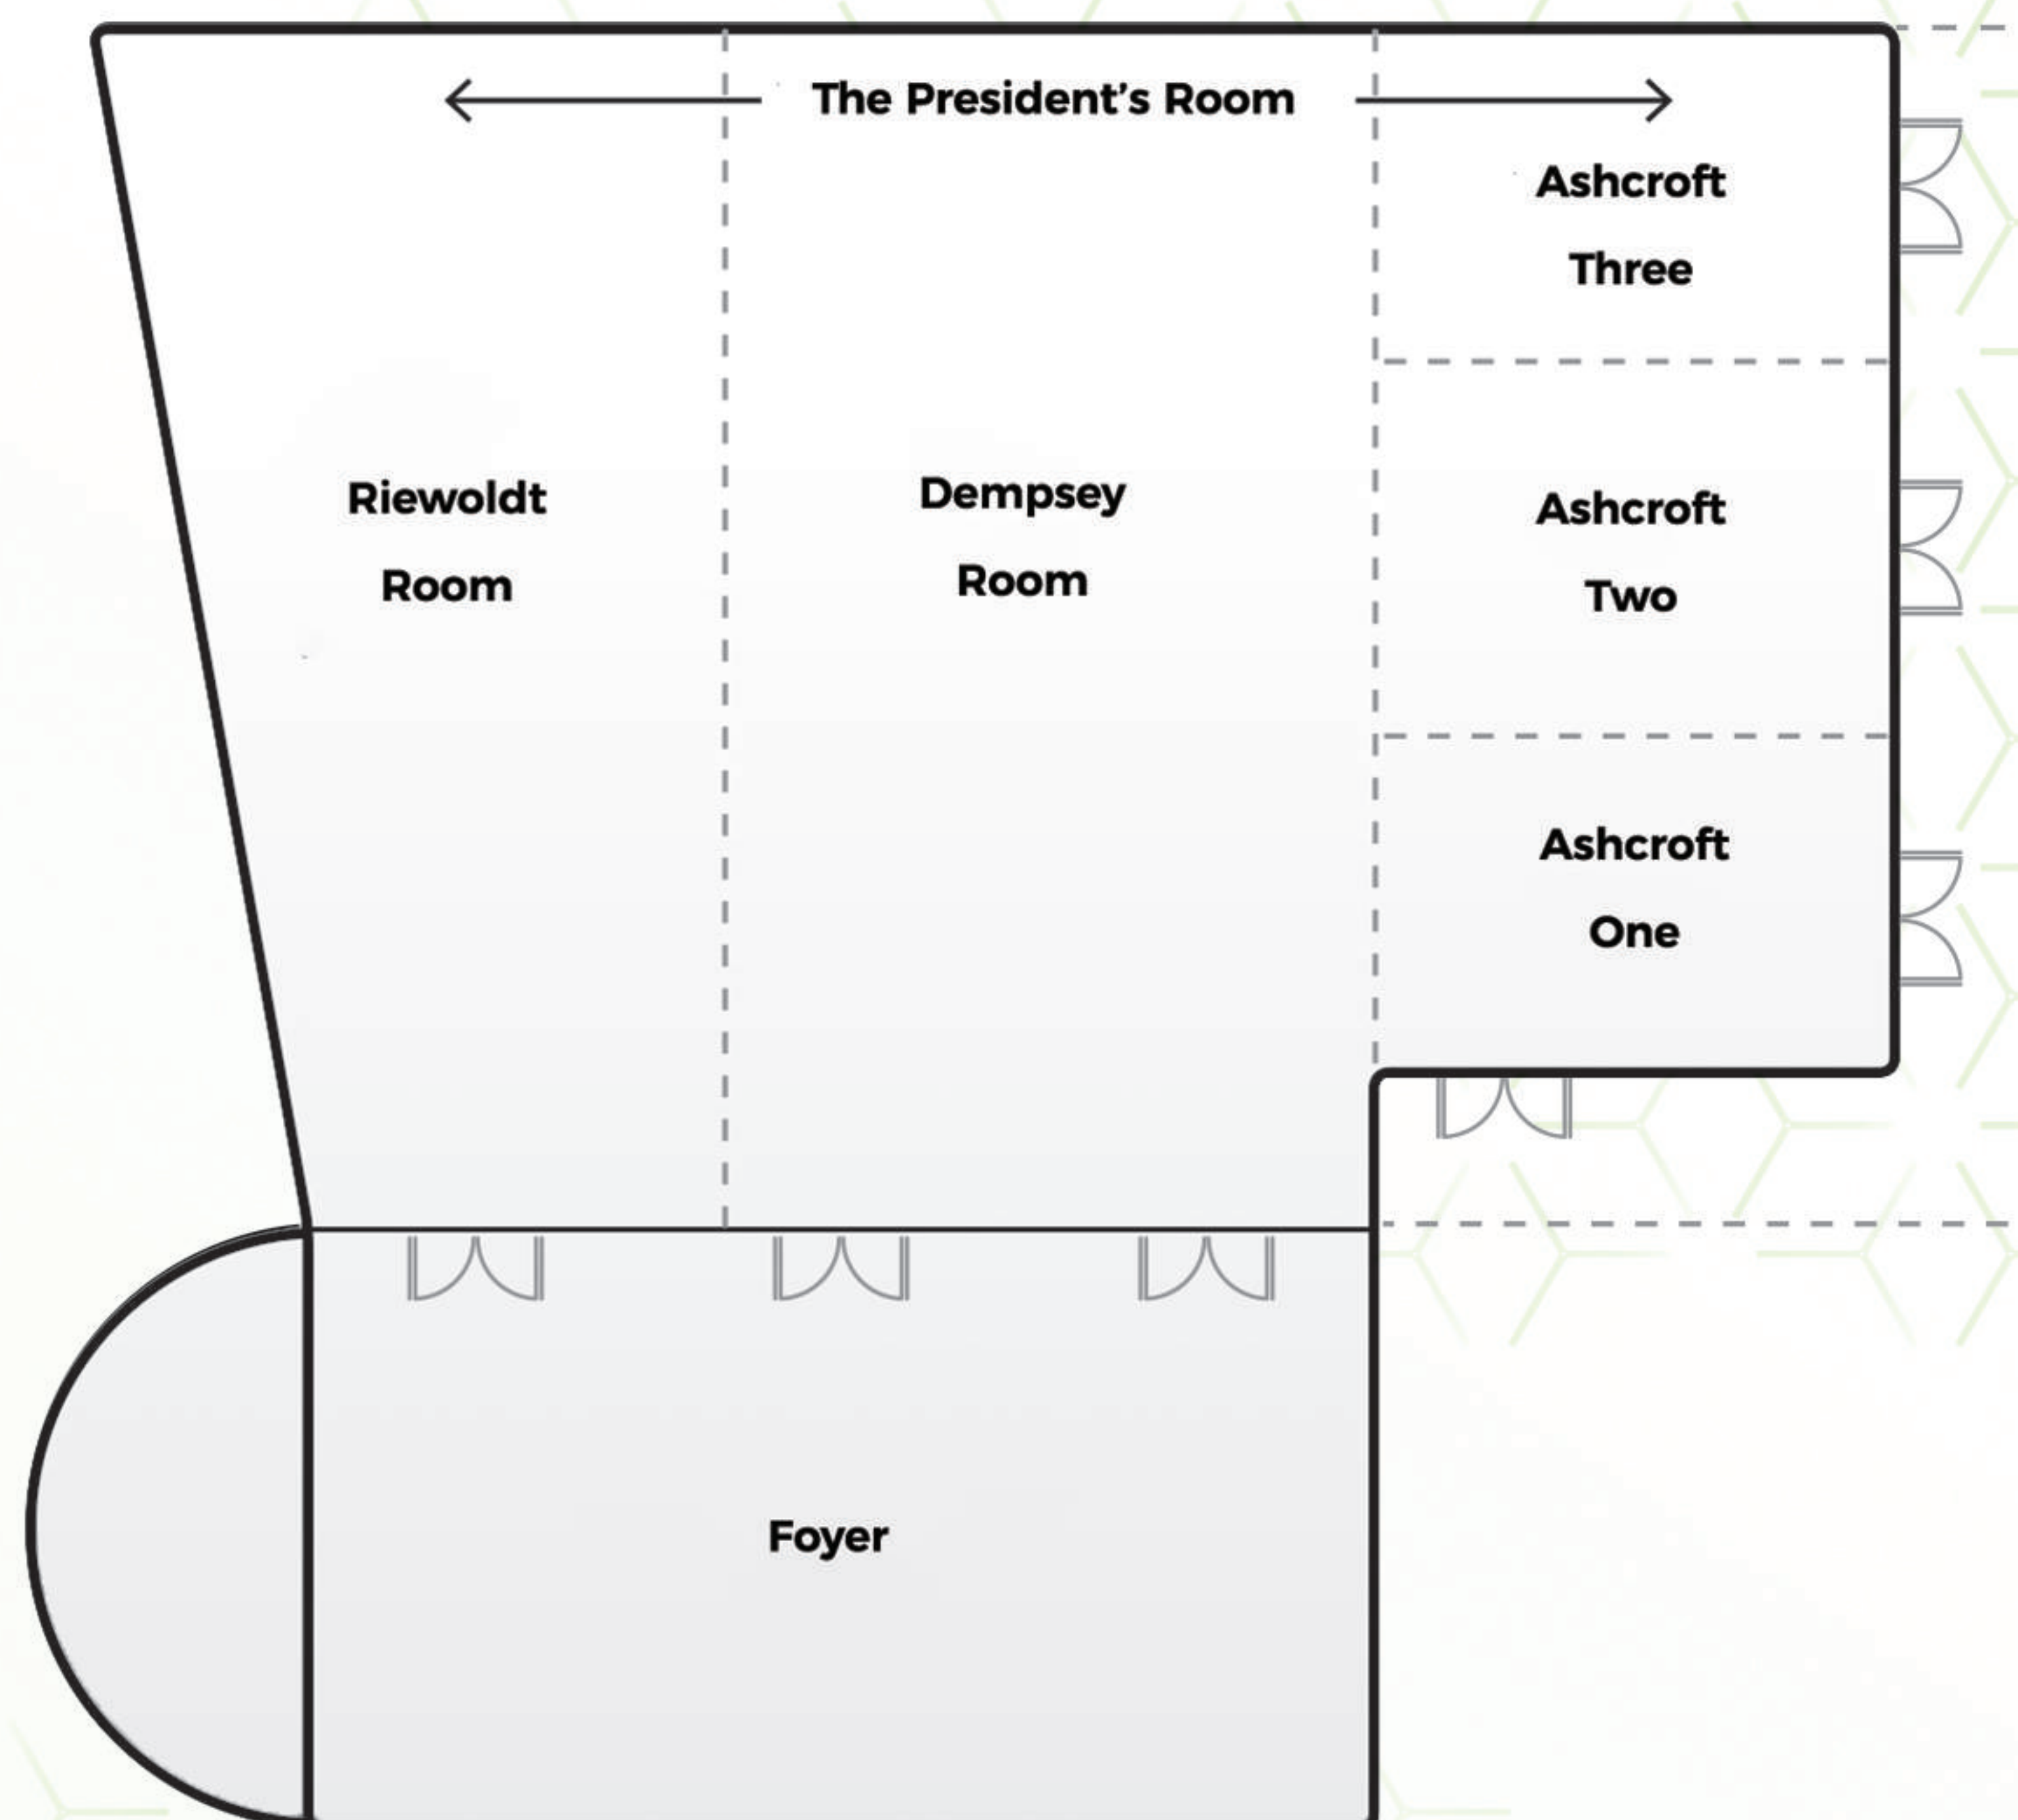 The President's Room
Ashcroft
Three
Riewoldt
Room
Dempsey
Room
Ashcroft
Two
Ashcroft
One
Foyer